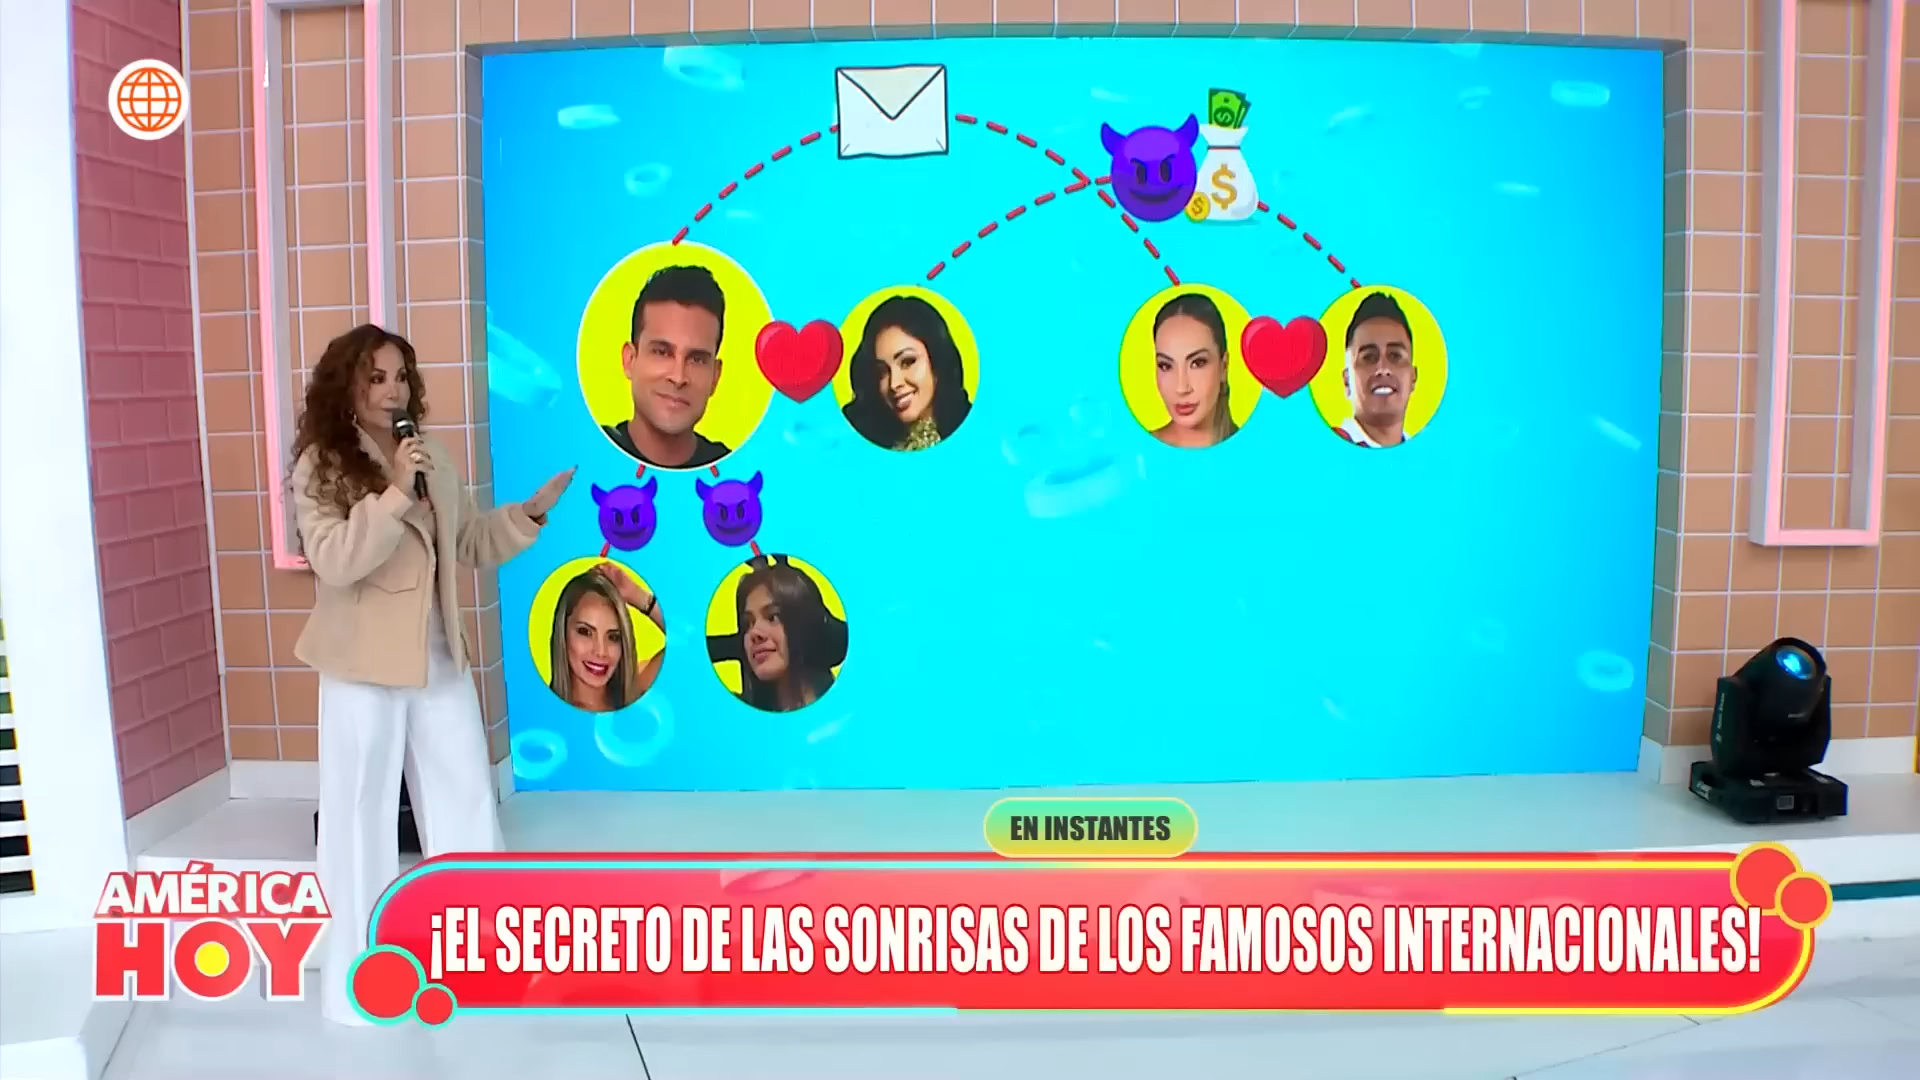 $
$
$
EN INSTANTES
AMÉRICA
HOY
¡EL SECRETO DE LAS SONRISAS DE LOS FAMOSOS INTERNACIONALES!